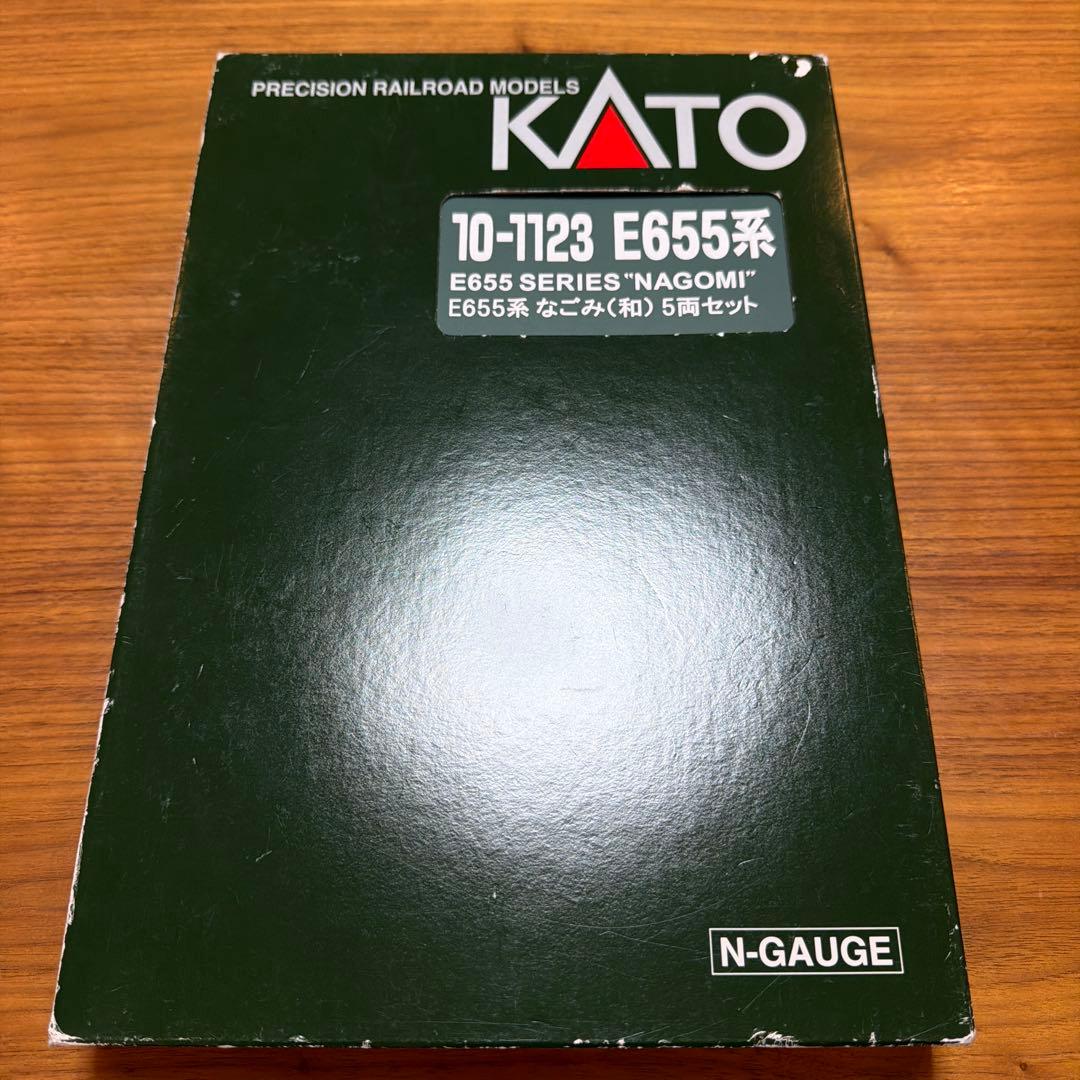 PRECISION RAILROAD MODELS
KATO
10-1123 E655系
E655 SERIES "NAGOMI"
E655系 なごみ(和) 5両セット
N-GAUGE